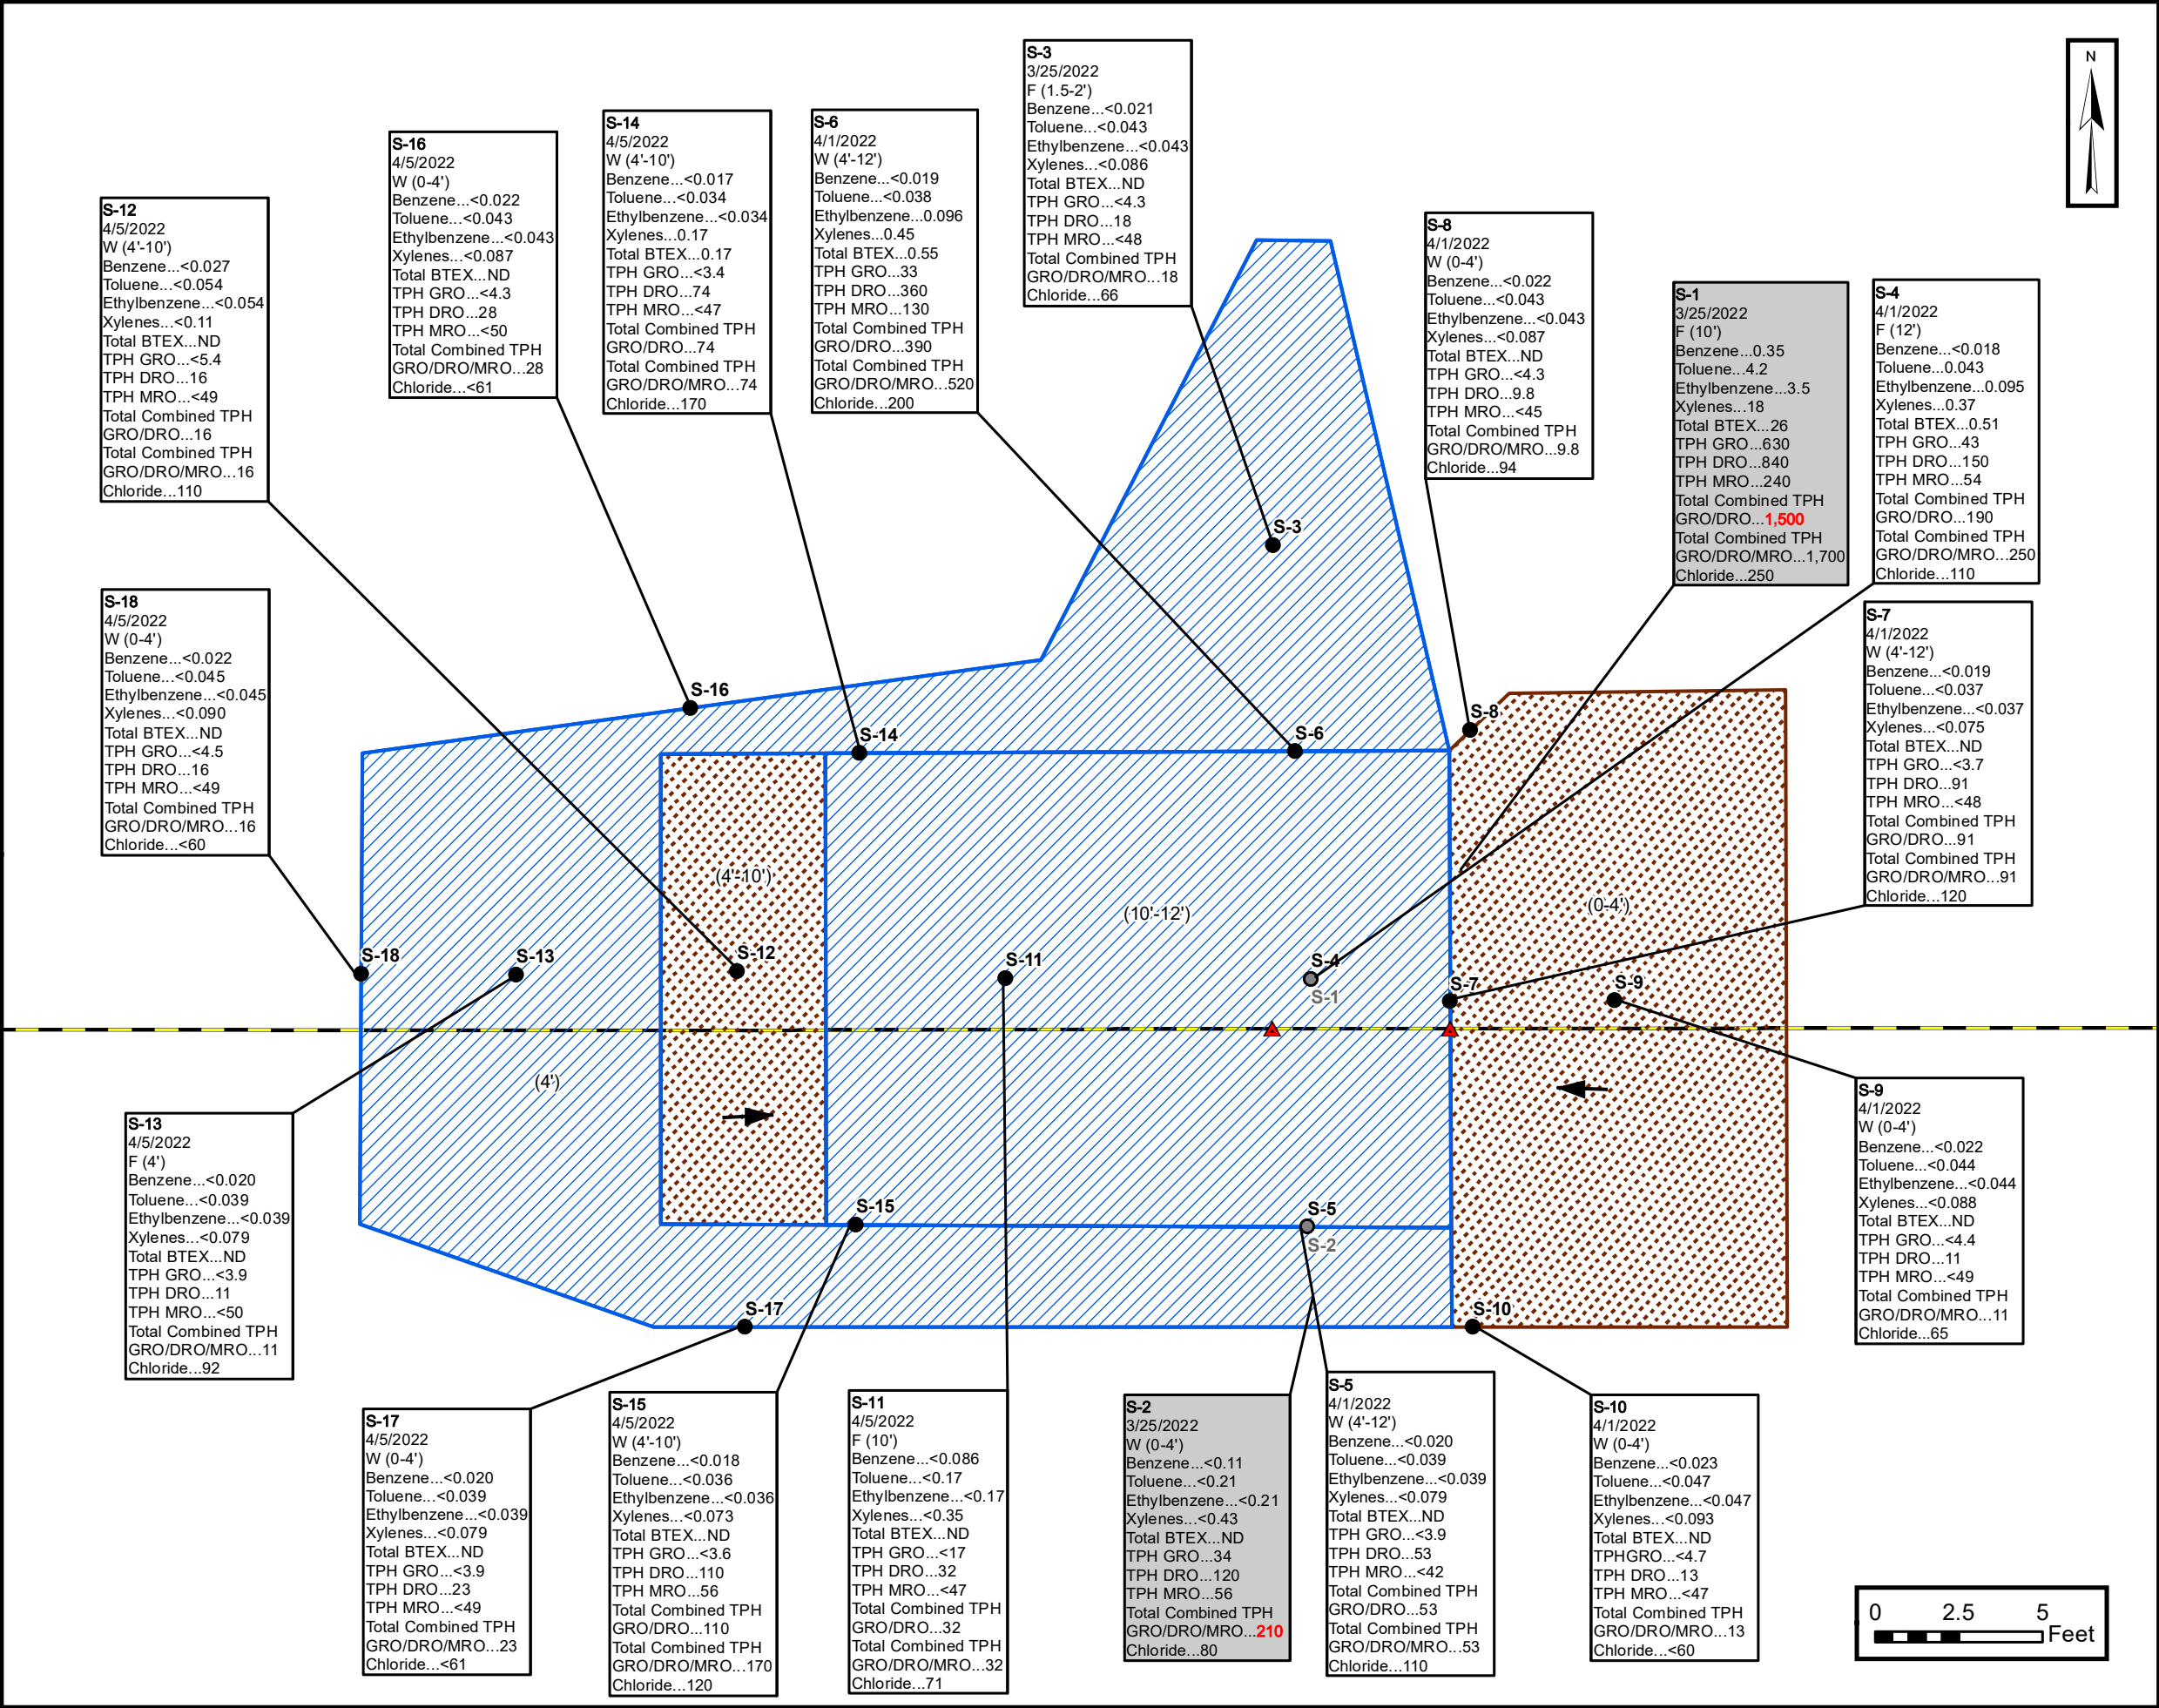 N
S-3
3/25/2022
F (1.5-2')
Benzene...<0.021
Toluene...<0.043
Ethylbenzene...<0.043
Xylenes...<0.086
Total BTEX...ND
TPH GRO...<4.3
TPH DRO...18
TPH MRO...<48
Total Combined TPH
GRO/DRO/MRO...18
Chloride...66
S-6
4/1/2022
W (4'-12')
Benzene...<0.019
Toluene...<0.038
Ethylbenzene...0.096
Xylenes...0.45
Total BTEX...0.55
TPH GRO...33
TPH DRO...360
TPH MRO...130
Total Combined TPH
GRO/DRO...390
Total Combined TPH
GRO/DRO/MRO...520
Chloride...200
S-14
4/5/2022
W (4'-10')
Benzene...<0.017
Toluene...<0.034
Ethylbenzene...<0.034
Xylenes...0.17
Total BTEX...0.17
TPH GRO...<3.4
TPH DRO...74
TPH MRO...<47
Total Combined TPH
GRO/DRO...74
Total Combined TPH
GRO/DRO/MRO...74
Chloride...170
S-16
4/5/2022
W (0-4')
Benzene...<0.022
Toluene...<0.043
Ethylbenzene...<0.043
Xylenes...<0.087
Total BTEX...ND
TPH GRO...<4.3
TPH DRO...28
TPH MRO...<50
Total Combined TPH
GRO/DRO/MRO...28
Chloride...<61
S-12
4/5/2022
W (4'-10')
Benzene...<0.027
Toluene...<0.054
Ethylbenzene...<0.054
Xylenes...<0.11
Total BTEX...ND
TPH GRO...<5.4
TPH DRO...16
TPH MRO...<49
Total Combined TPH
GRO/DRO...16
Total Combined TPH
GRO/DRO/MRO...16
Chloride...110
S-8
4/1/2022
W (0-4')
Benzene...<0.022
Toluene...<0.043
Ethylbenzene...<0.043
Xylenes...<0.087
Total BTEX...ND
TPH GRO...<4.3
TPH DRO...9.8
TPH MRO...<45
Total Combined TPH
GRO/DRO/MRO...9.8
Chloride...94
S-1
3/25/2022
F (10')
Benzene...0.35
Toluene...4.2
Ethylbenzene...3.5
Xylenes...18
Total BTEX...26
TPH GRO...630
TPH DRO...840
TPH MRO...240
Total Combined TPH
GRO/DRO...1,500
Total Combined TPH
GRO/DRO/MRO...1,700
Chloride...250
S-4
4/1/2022
F (12')
Benzene...<0.018
Toluene...0.043
Ethylbenzene...0.095
Xylenes...0.37
Total BTEX...0.51
TPH GRO...43
TPH DRO...150
TPH MRO...54
Total Combined TPH
GRO/DRO...190
Total Combined TPH
GRO/DRO/MRO...250
Chloride...110
S-18
4/5/2022
W (0-4')
Benzene...<0.022
Toluene...<0.045
Ethylbenzene...<0.045
Xylenes...<0.090
Total BTEX...ND
TPH GRO...<4.5
TPH DRO...16
TPH MRO...<49
Total Combined TPH
GRO/DRO/MRO...16
Chloride...<60
S-7
4/1/2022
W (4'-12')
Benzene...<0.019
Toluene...<0.037
Ethylbenzene...<0.037
Xylenes...<0.075
Total BTEX...ND
TPH GRO...<3.7
TPH DRO...91
TPH MRO...<48
Total Combined TPH
GRO/DRO...91
Total Combined TPH
GRO/DRO/MRO...91
Chloride...120
S-3
S-16
S-14
S-6
S-8
(4'-10')
(10'-12')
(0-4')
S-18
S-13
S-12
S-11
S-4
S-1
S-7
S-9
(4')
S-15
S-5
S-2
S-17
S-10
S-13
4/5/2022
F (4')
Benzene...<0.020
Toluene...<0.039
Ethylbenzene...<0.039
Xylenes...<0.079
Total BTEX...ND
TPH GRO...<3.9
TPH DRO...11
TPH MRO...<50
Total Combined TPH
GRO/DRO/MRO...11
Chloride...92
S-9
4/1/2022
W (0-4')
Benzene...<0.022
Toluene...<0.044
Ethylbenzene...<0.044
Xylenes...<0.088
Total BTEX...ND
TPH GRO...<4.4
TPH DRO...11
TPH MRO...<49
Total Combined TPH
GRO/DRO/MRO...11
Chloride...65
S-17
4/5/2022
W (0-4')
Benzene...<0.020
Toluene...<0.039
Ethylbenzene...<0.039
Xylenes...<0.079
Total BTEX...ND
TPH GRO...<3.9
TPH DRO...23
TPH MRO...<49
Total Combined TPH
GRO/DRO/MRO...23
Chloride...<61
S-15
4/5/2022
W (4'-10')
Benzene...<0.018
Toluene...<0.036
Ethylbenzene...<0.036
Xylenes...<0.073
Total BTEX...ND
TPH GRO...<3.6
TPH DRO...110
TPH MRO...56
Total Combined TPH
GRO/DRO...110
Total Combined TPH
GRO/DRO/MRO...170
Chloride...120
S-11
4/5/2022
F (10')
Benzene...<0.086
Toluene...<0.17
Ethylbenzene...<0.17
Xylenes...<0.35
Total BTEX...ND
TPH GRO...<17
TPH DRO...32
TPH MRO...<47
Total Combined TPH
GRO/DRO...32
Total Combined TPH
GRO/DRO/MRO...32
Chloride...71
S-2
3/25/2022
W (0-4')
Benzene...<0.11
Toluene...<0.21
Ethylbenzene...<0.21
Xylenes...<0.43
Total BTEX...ND
TPH GRO...34
TPH DRO...120
TPH MRO...56
Total Combined TPH
GRO/DRO/MRO...210
Chloride...80
S-5
4/1/2022
W (4'-12')
Benzene...<0.020
Toluene...<0.039
Ethylbenzene...<0.039
Xylenes...<0.079
Total BTEX...ND
TPH GRO...<3.9
TPH DRO...53
TPH MRO...<42
Total Combined TPH
GRO/DRO...53
Total Combined TPH
GRO/DRO/MRO...53
Chloride...110
S-10
4/1/2022
W (0-4')
Benzene...<0.023
Toluene...<0.047
Ethylbenzene...<0.047
Xylenes...<0.093
Total BTEX...ND
TPHGRO...<4.7
TPH DRO...13
TPH MRO...<47
Total Combined TPH
GRO/DRO/MRO...13
Chloride...<60
0 2.5 5
Feet